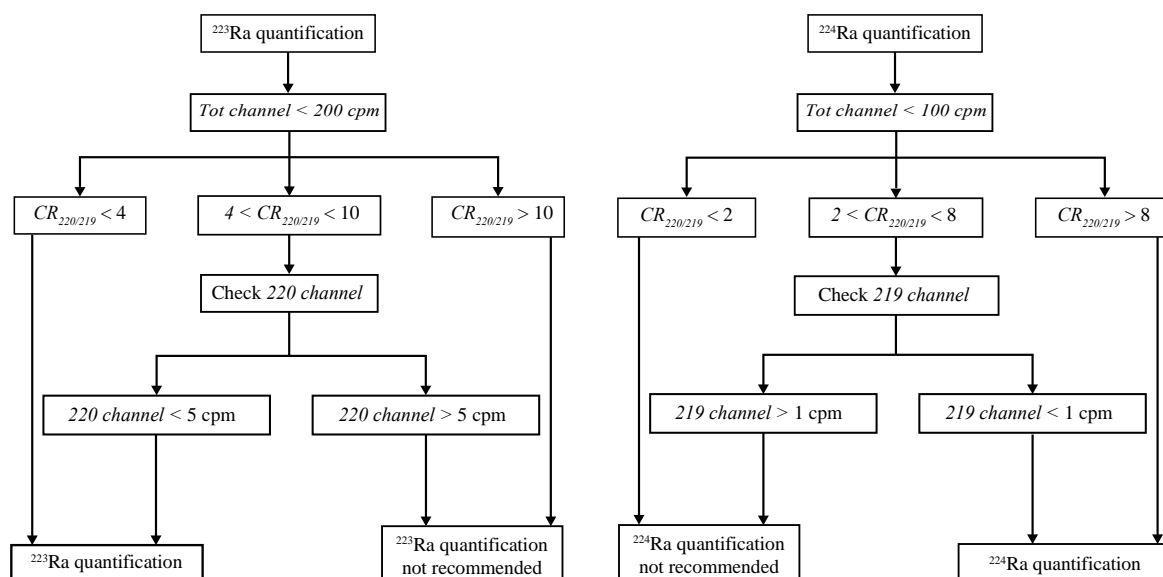 ²²³Ra quantification
Tot channel < 200 cpm
CR220/219 < 4
4 < CR220/219 < 10
CR220/219 > 10
Check 220 channel
220 channel < 5 cpm
220 channel > 5 cpm
²²³Ra quantification
²²³Ra quantification
not recommended
²²⁴Ra quantification
Tot channel < 100 cpm
CR220/219 < 2
2 < CR220/219 < 8
CR220/219 > 8
Check 219 channel
219 channel > 1 cpm
219 channel < 1 cpm
²²⁴Ra quantification
not recommended
²²⁴Ra quantification